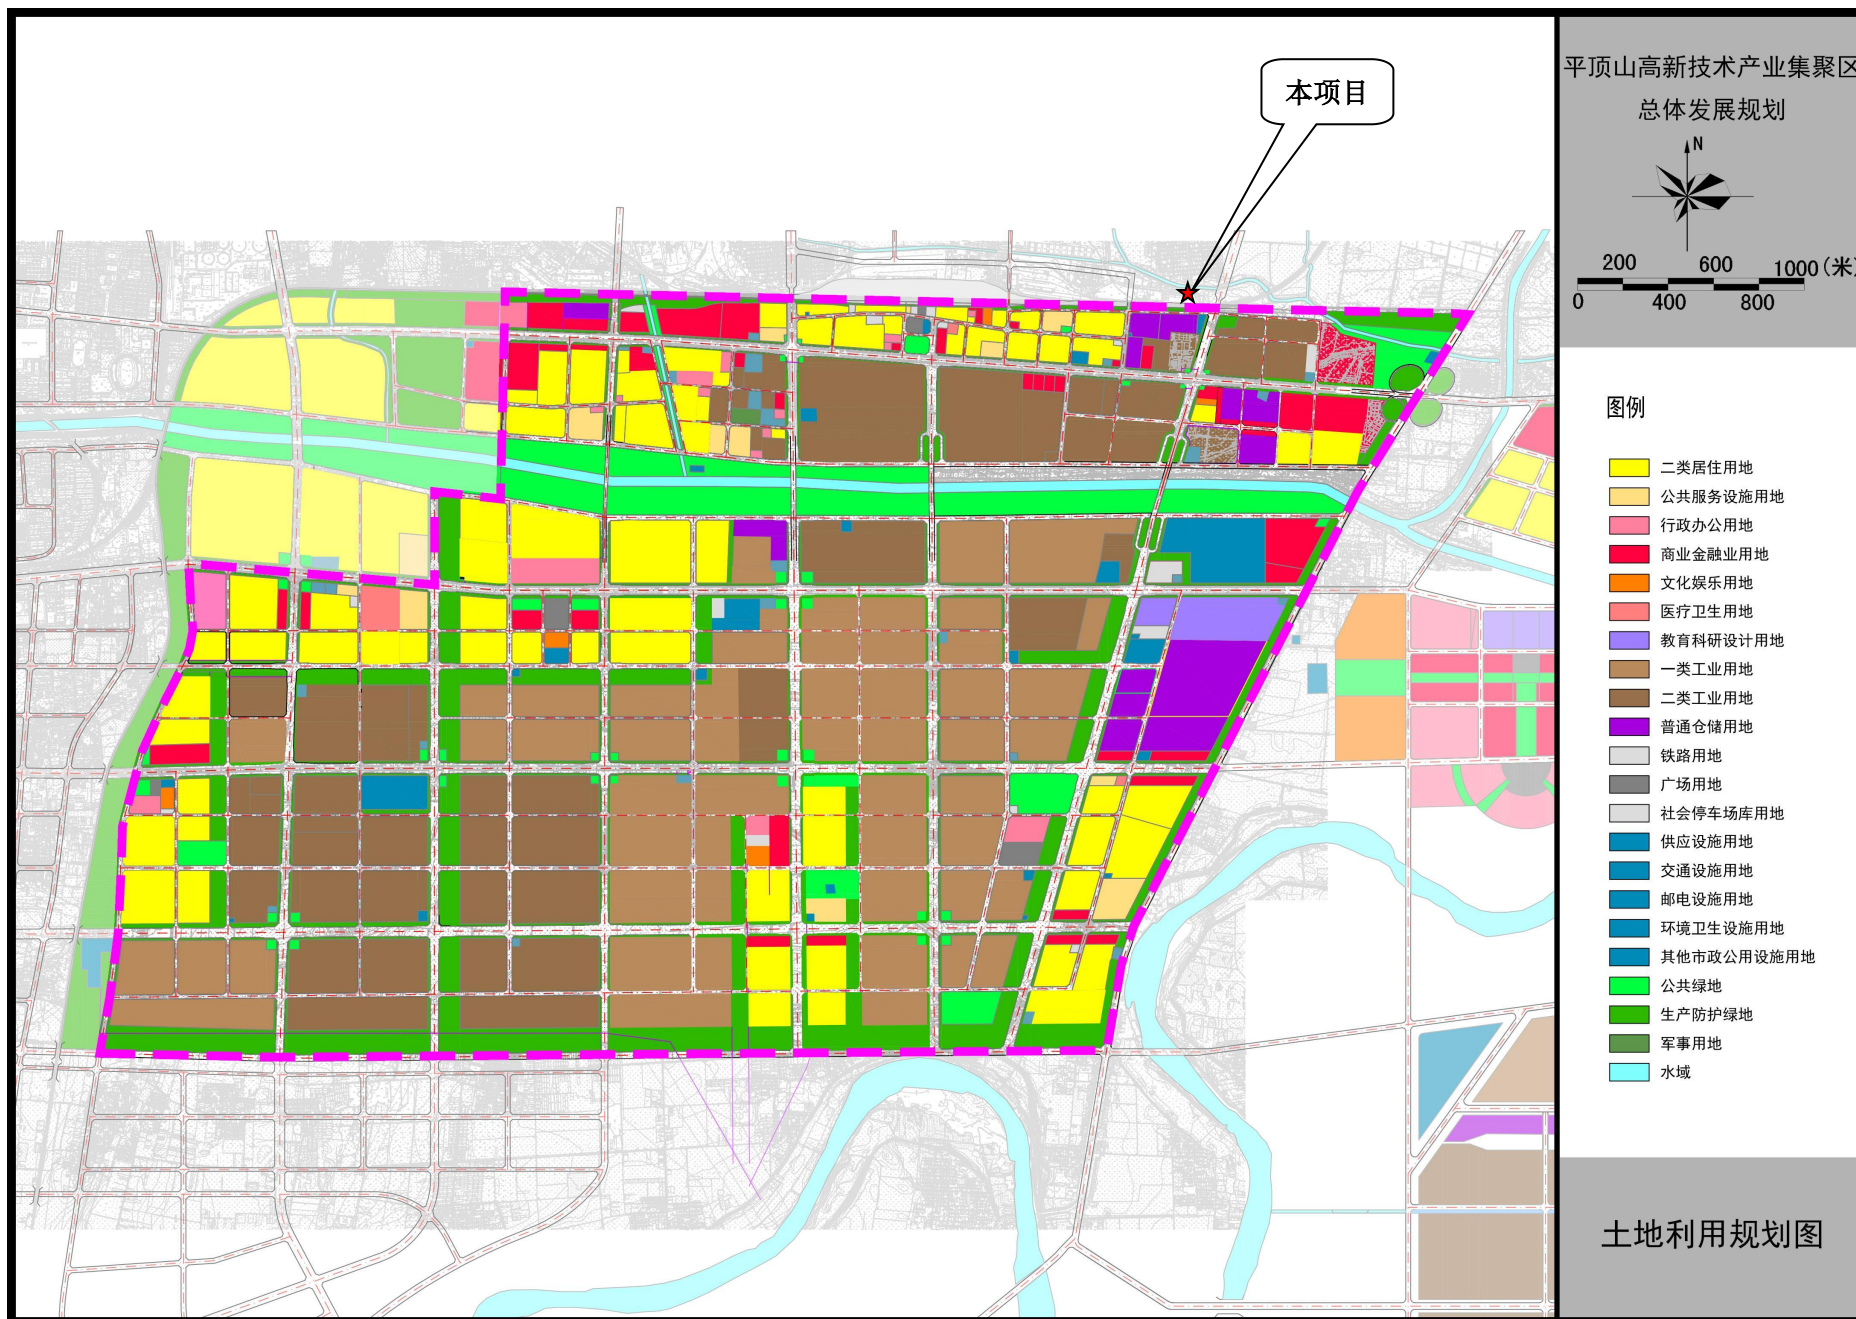 本项目
平顶山高新技术产业集聚区
总体发展规划
N
200 600 1000(米)
0 400 800
图例
二类居住用地
公共服务设施用地
行政办公用地
商业金融业用地
文化娱乐用地
医疗卫生用地
教育科研设计用地
一类工业用地
二类工业用地
普通仓储用地
铁路用地
广场用地
社会停车场库用地
供应设施用地
交通设施用地
邮电设施用地
环境卫生设施用地
其他市政公用设施用地
公共绿地
生产防护绿地
军事用地
水域
土地利用规划图